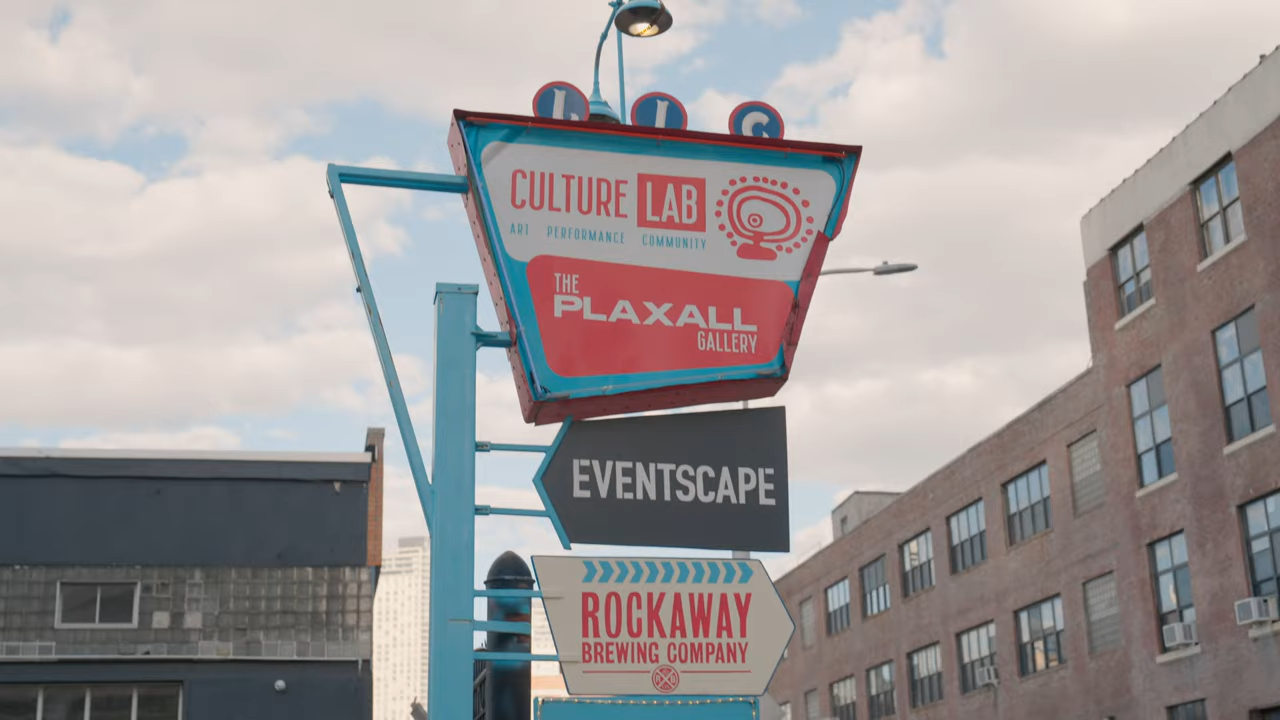 LIC
CULTURE LAB
ART PERFORMANCE COMMUNITY
THE
PLAXALL
GALLERY
EVENTSCAPE
ROCKAWAY
BREWING COMPANY